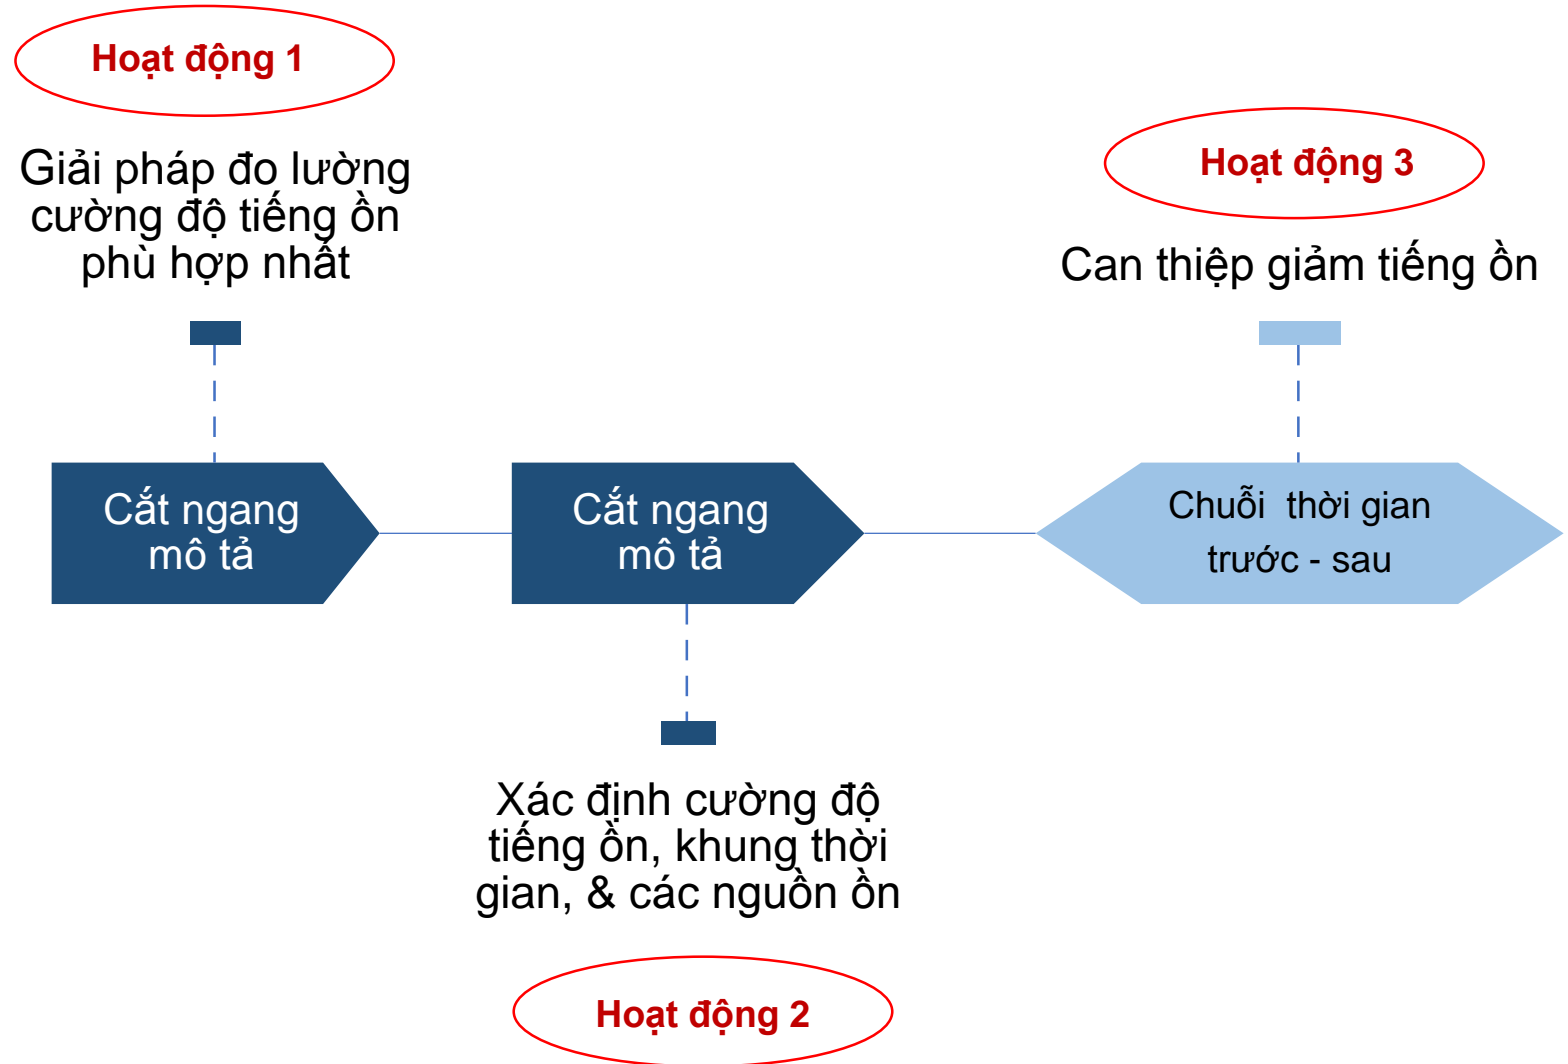 Hoạt động 1
Giải pháp đo lường
cường độ tiếng ồn
phù hợp nhất
Hoạt động 3
Can thiệp giảm tiếng ồn
Cắt ngang
mô tả
Cắt ngang
mô tả
Chuỗi thời gian
trước - sau
Xác định cường độ
tiếng ồn, khung thời
gian, & các nguồn ồn
Hoạt động 2